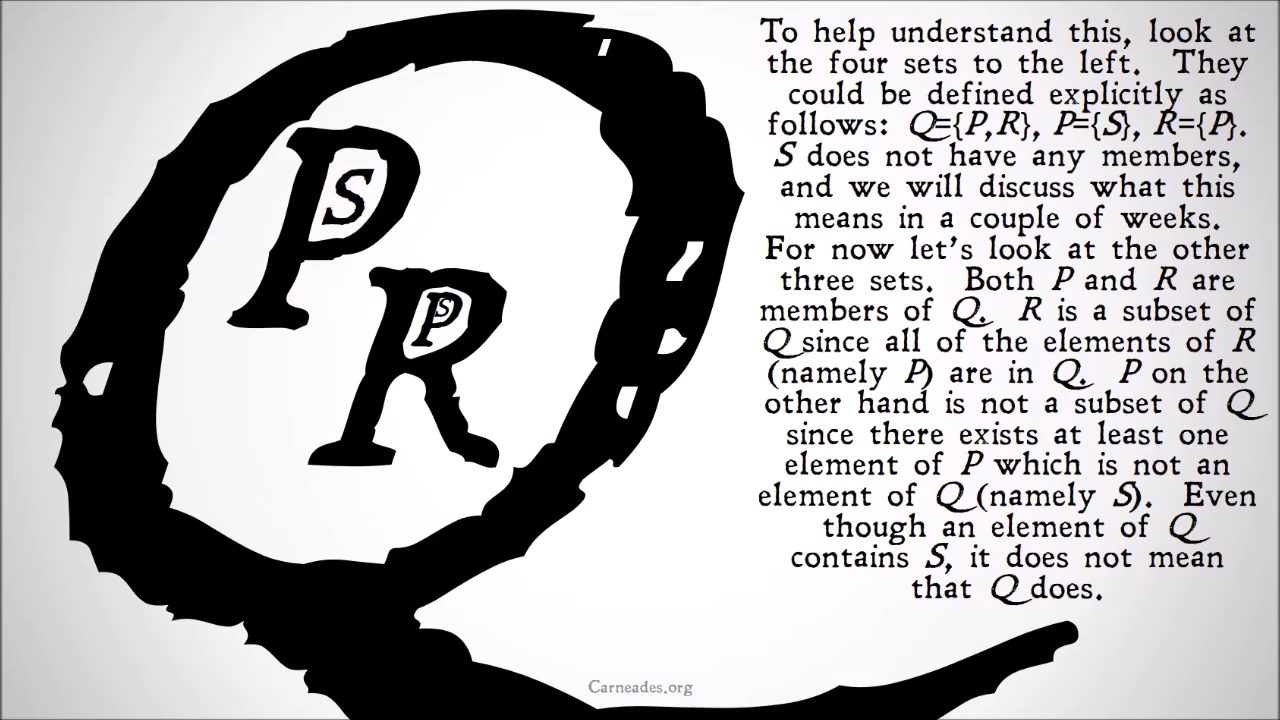 To help understand this, look at
the four sets to the left. They
could be defined explicitly as
follows: Q={P,R}, P={S}, R={P}.
S does not have any members,
and we will discuss what this
means in a couple of weeks.
For now let's look at the other
three sets. Both P and R are
members of Q. R is a subset of
Q since all of the elements of R
(namely P) are in Q. P on the
other hand is not a subset of Q
since there exists at least one
element of P which is not an
element of Q (namely S). Even
though an element of Q
contains S, it does not mean
that Q does.
Q
P
S
R
P
S
Carneades.org